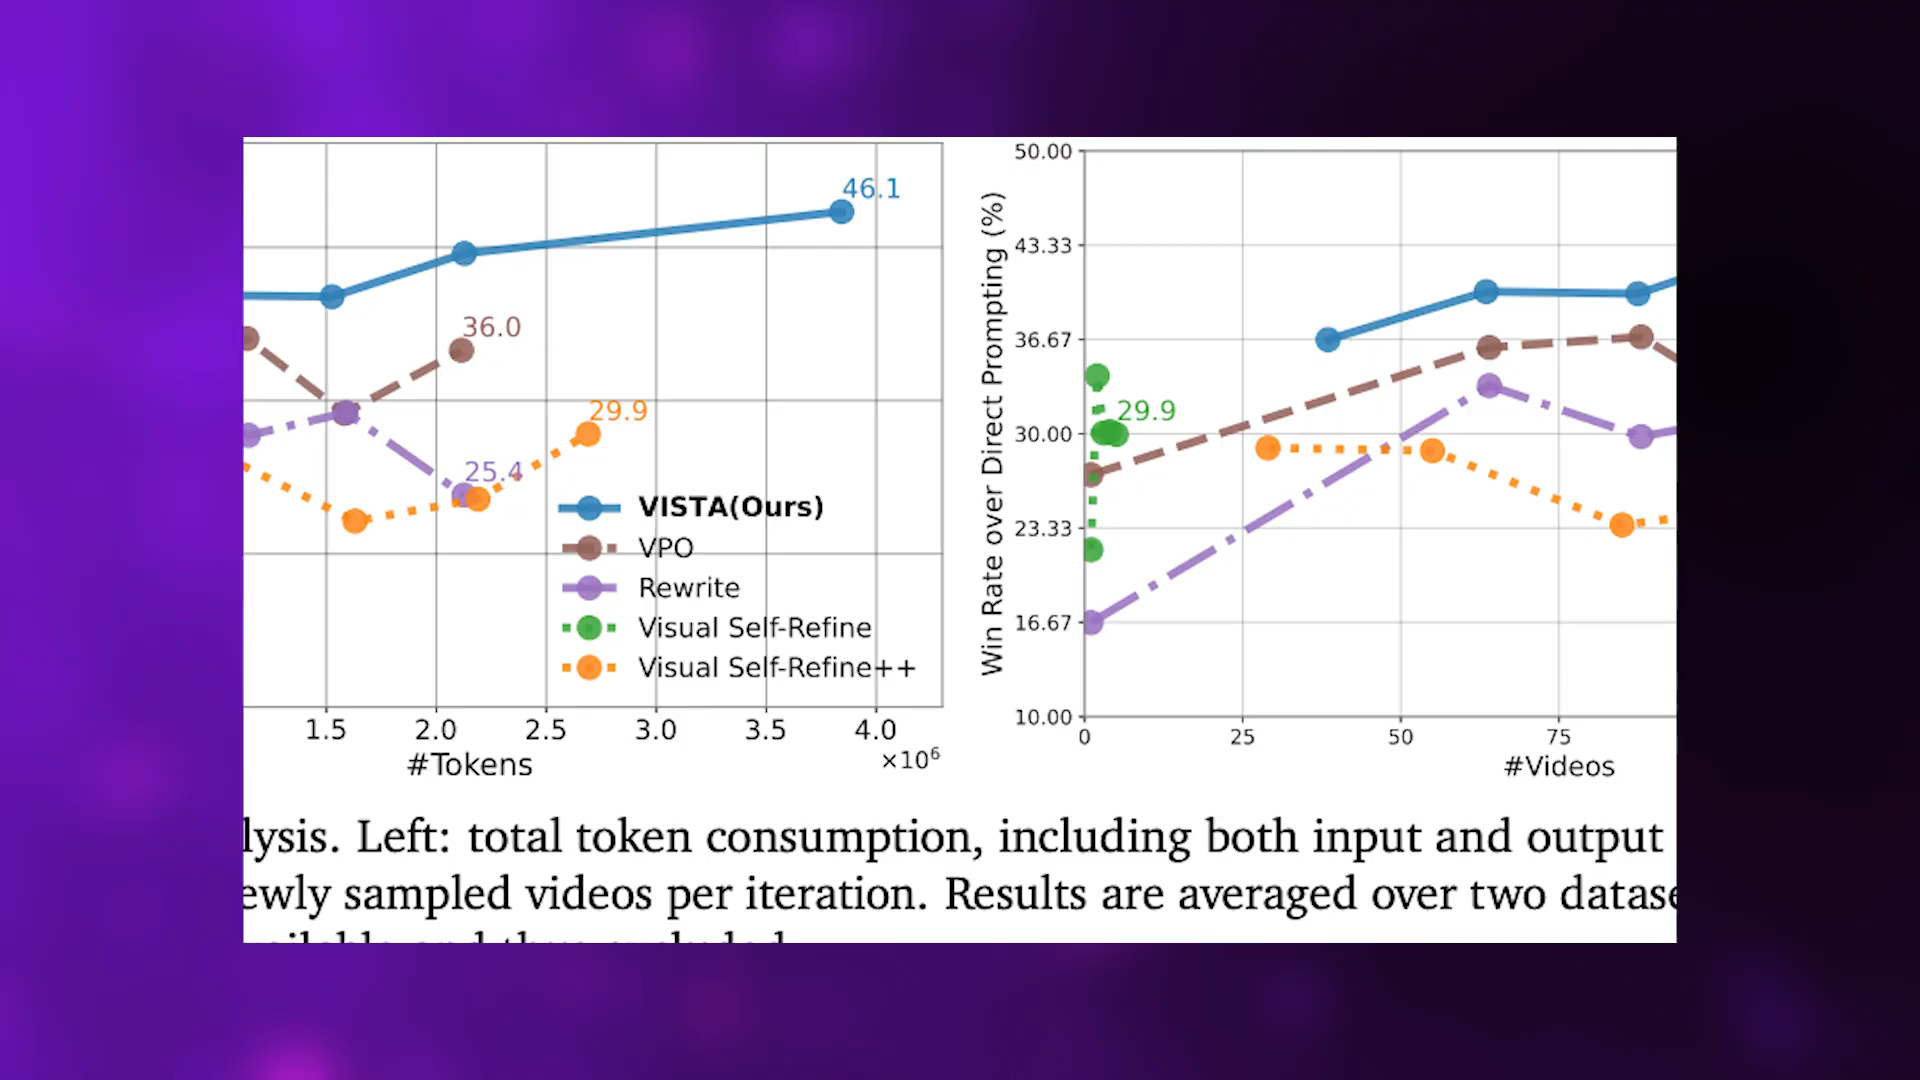 46.1
36.0
29.9
25.4
VISTA(Ours)
VPO
Rewrite
Visual Self-Refine
Visual Self-Refine++
1.5 2.0 2.5 3.0 3.5 4.0
×10⁶
#Tokens
Win Rate over Direct Prompting (%)
50.00
43.33
36.67
30.00
23.33
16.67
10.00
29.9
0 25 50 75
#Videos
lysis. Left: total token consumption, including both input and output
ewly sampled videos per iteration. Results are averaged over two datase